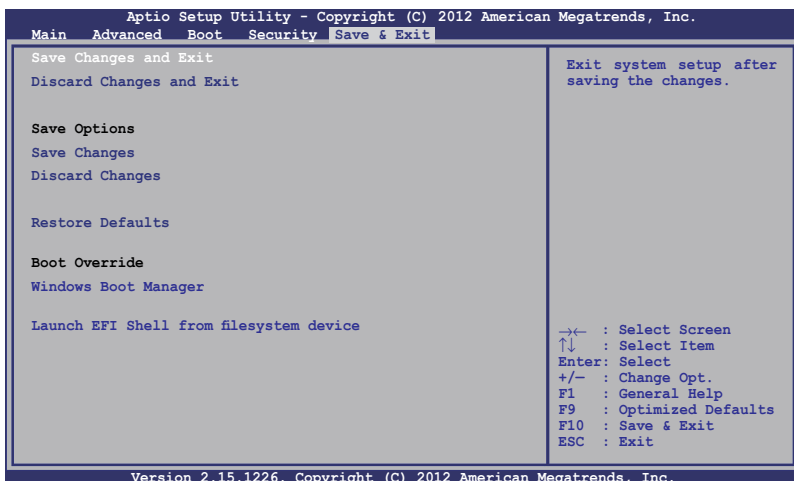 Aptio Setup Utility - Copyright (C) 2012 American Megatrends, Inc.
Main Advanced Boot Security Save & Exit
Save Changes and Exit
Discard Changes and Exit
Save Options
Save Changes
Discard Changes
Restore Defaults
Boot Override
Windows Boot Manager
Launch EFI Shell from filesystem device
Exit system setup after
saving the changes.
→← : Select Screen
↑↓ : Select Item
Enter: Select
+/— : Change Opt.
F1 : General Help
F9 : Optimized Defaults
F10 : Save & Exit
ESC : Exit
Version 2.15.1226. Copyright (C) 2012 American Megatrends, Inc.